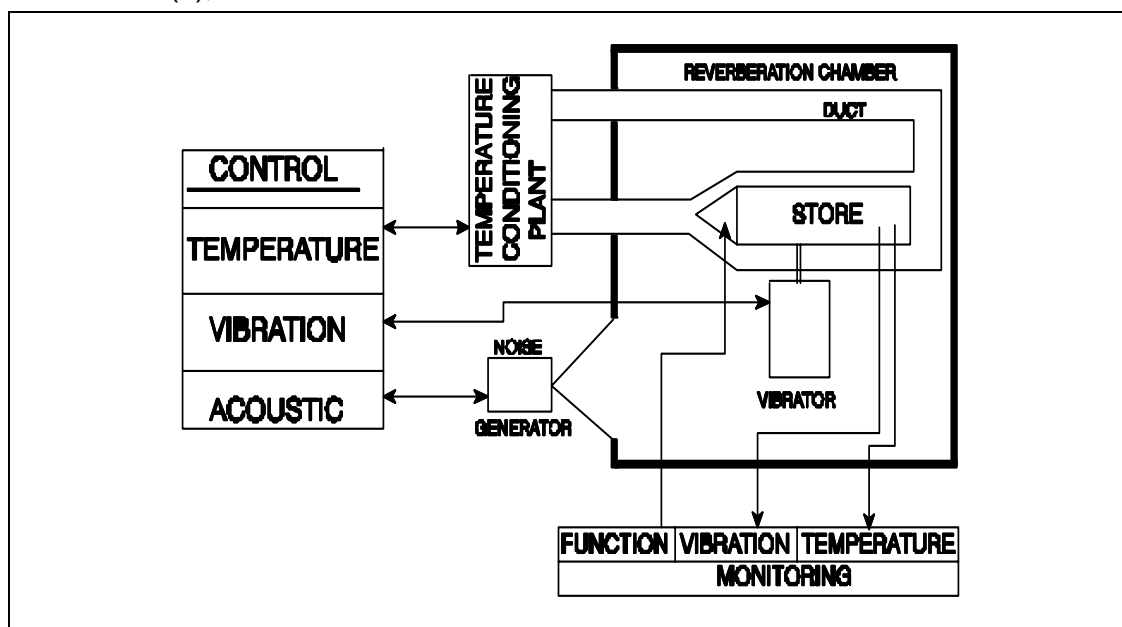 REVERBERATION CHAMBER
DUCT
TEMPERATURE
CONDITIONING
PLANT
CONTROL
TEMPERATURE
VIBRATION
ACOUSTIC
STORE
NOISE
GENERATOR
VIBRATOR
FUNCTION VIBRATION TEMPERATURE
MONITORING